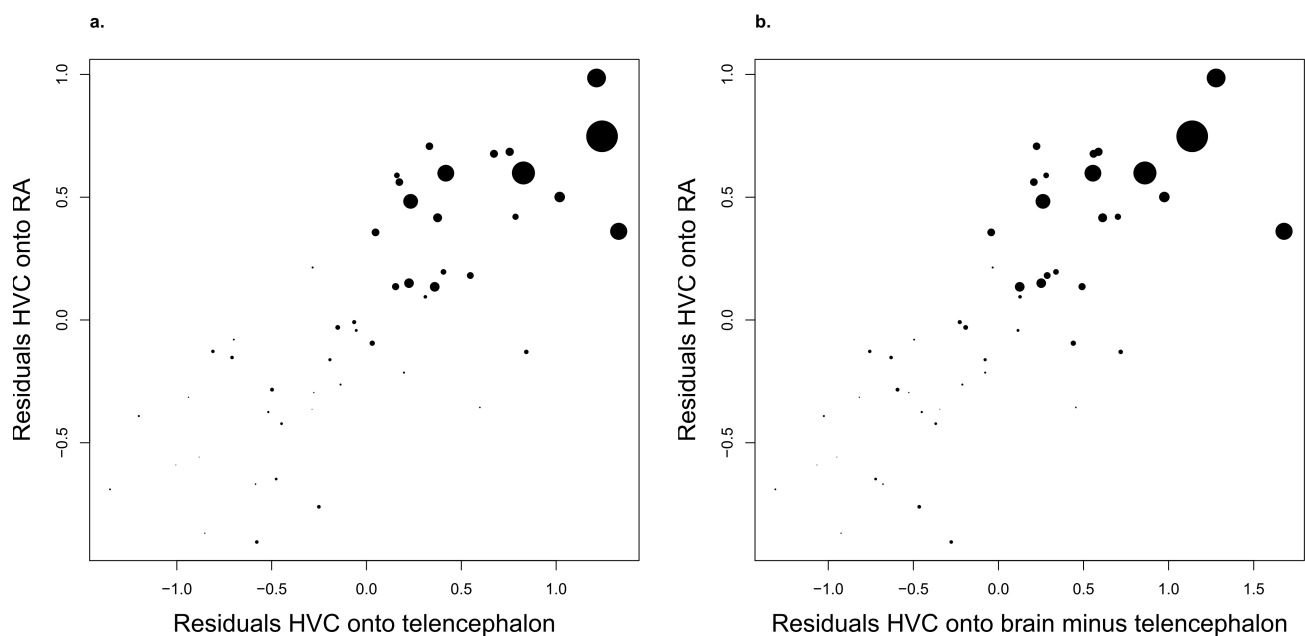 a.
1.0
0.5
0.0
−0.5
Residuals HVC onto RA
−1.0 −0.5 0.0 0.5 1.0
Residuals HVC onto telencephalon
b.
1.0
0.5
0.0
−0.5
Residuals HVC onto RA
−1.0 −0.5 0.0 0.5 1.0 1.5
Residuals HVC onto brain minus telencephalon